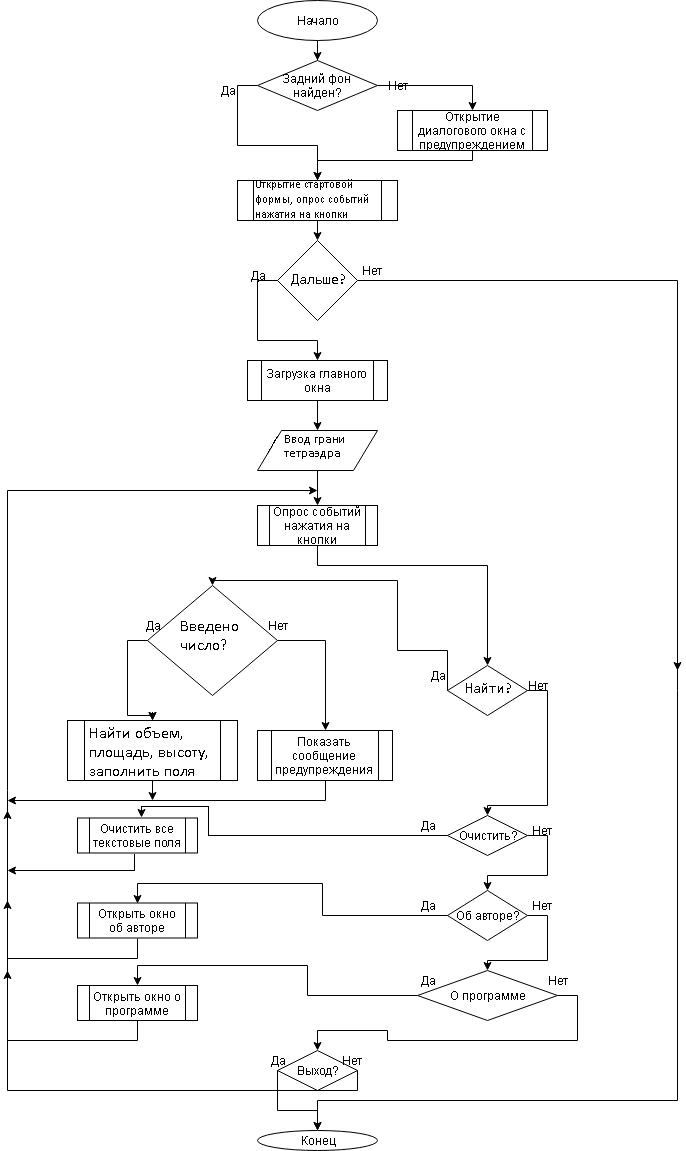 Начало
Задний фон
найден?
Да
Нет
Открытие
диалогового окна с
предупреждением
Открытие стартовой
формы, опрос событий
нажатия на кнопки
Дальше?
Да
Нет
Загрузка главного
окна
Ввод грани
тетраэдра
Опрос событий
нажатия на
кнопки
Да
Введено
число?
Нет
Да
Найти?
Нет
Найти объем,
площадь, высоту,
заполнить поля
Показать
сообщение
предупреждения
Очистить все
текстовые поля
Да
Очистить?
Нет
Открыть окно
об авторе
Да
Об авторе?
Нет
Открыть окно о
программе
Да
О программе
Нет
Да
Выход?
Нет
Конец